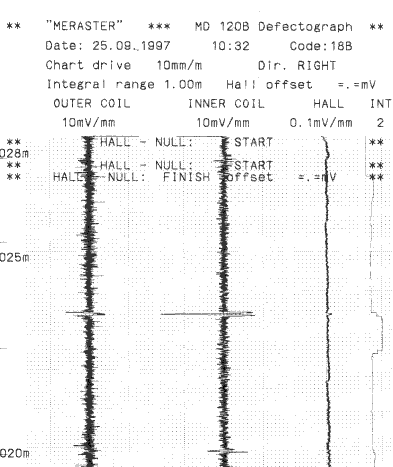 ** "MERASTER" *** MD 120B Defectograph **
Date: 25.09.1997 10:32 Code:18B
Chart drive 10mm/m Dir. RIGHT
Integral range 1.00m Hall offset =.=mV
OUTER COIL INNER COIL HALL INT
10mV/mm 10mV/mm 0.1mV/mm 2
** HALL - NULL: START **
028m
** HALL - NULL: START **
** HALL - NULL: FINISH offset =.=mV **
025m
020m